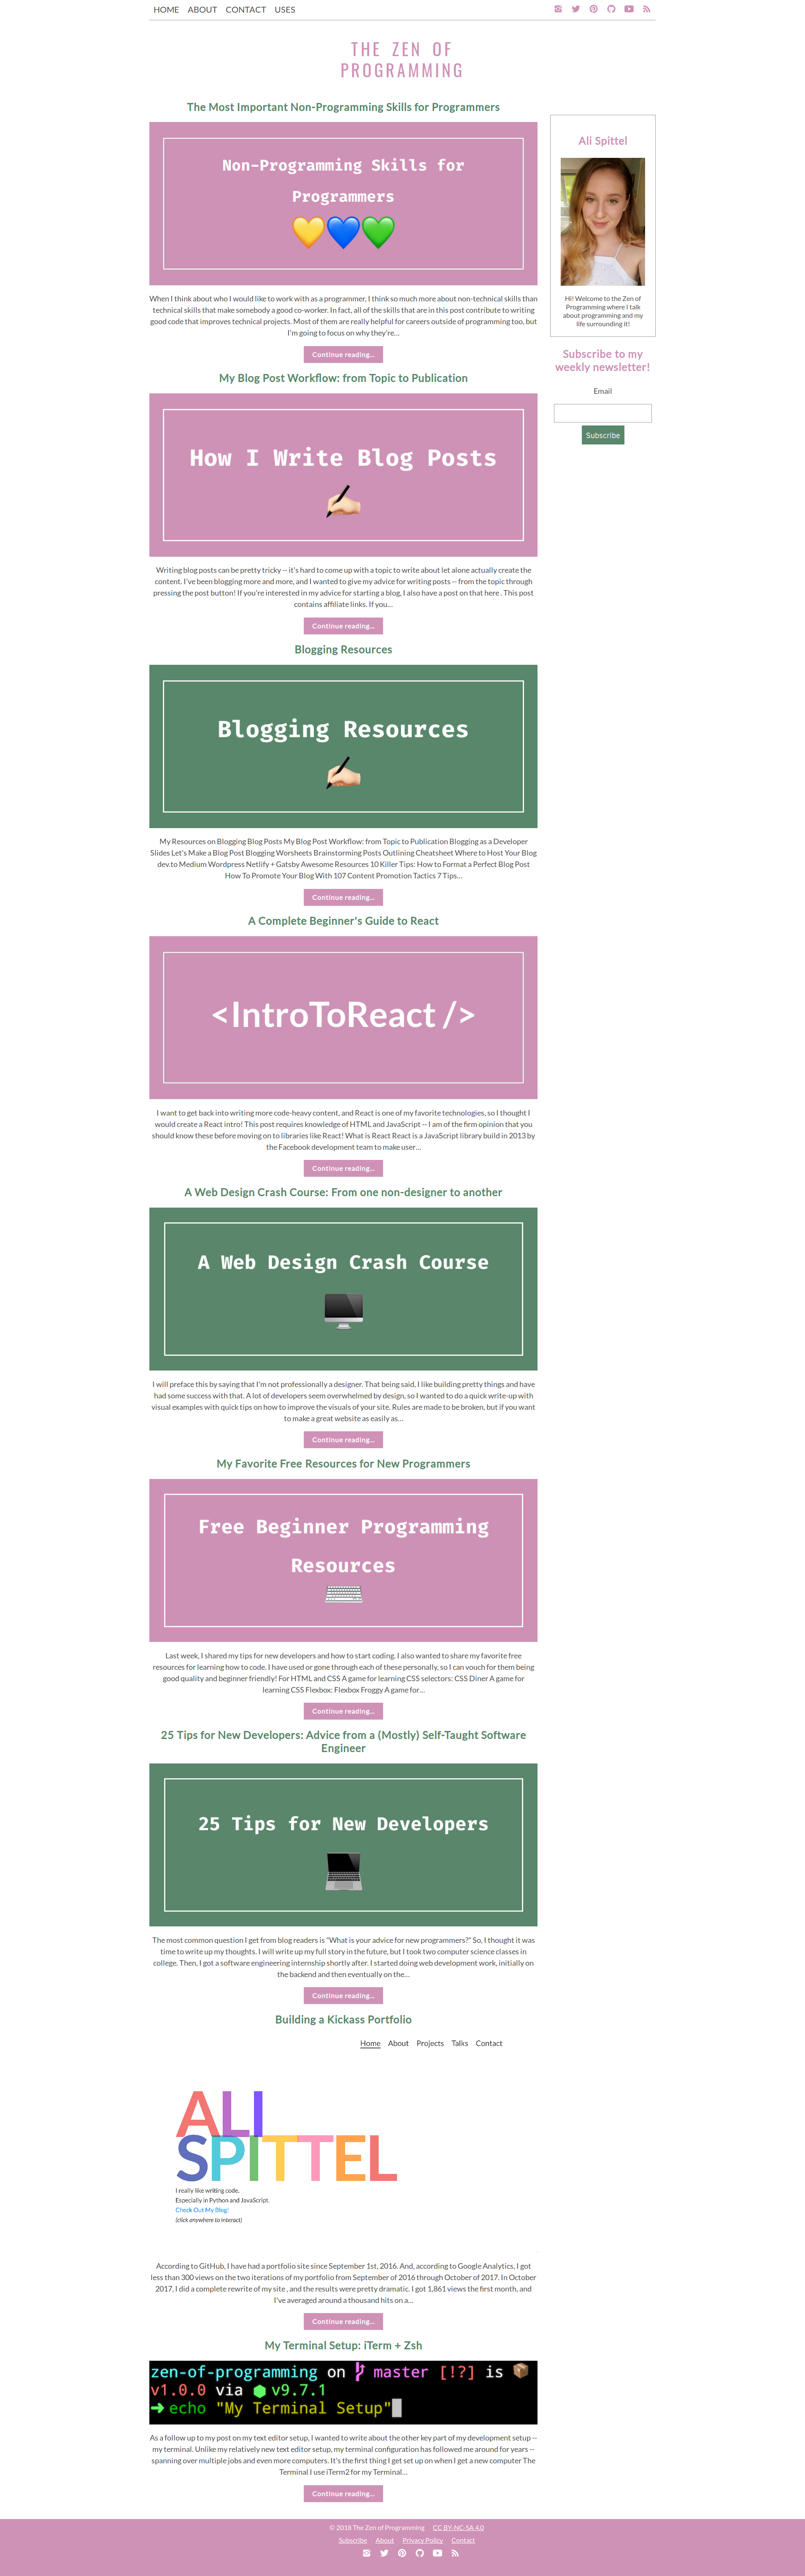 HOME ABOUT CONTACT USES
THE ZEN OF
PROGRAMMING
The Most Important Non-Programming Skills for Programmers
Non-Programming Skills for
Programmers
When I think about who I would like to work with as a programmer, I think so much more about non-technical skills than
technical skills that make somebody a good co-worker. In fact, all of the skills that are in this post contribute to writing
good code that improves technical projects. Most of them are really helpful for careers outside of programming too, but
I'm going to focus on why they're...
Continue reading...
My Blog Post Workflow: from Topic to Publication
How I Write Blog Posts
Writing blog posts can be pretty tricky -- it's hard to come up with a topic to write about let alone actually create the
content. I've been blogging more and more, and I wanted to give my advice for writing posts -- from the topic through
pressing the post button! If you're interested in my advice for starting a blog, I also have a post on that here . This post
contains affiliate links. If you...
Continue reading...
Blogging Resources
Blogging Resources
My Resources on Blogging Blog Posts My Blog Post Workflow: from Topic to Publication Blogging as a Developer
Slides Let's Make a Blog Post Blogging Worsheets Brainstorming Posts Outlining Cheatsheet Where to Host Your Blog
dev.to Medium Wordpress Netlify + Gatsby Awesome Resources 10 Killer Tips: How to Format a Perfect Blog Post
How To Promote Your Blog With 107 Content Promotion Tactics 7 Tips...
Continue reading...
A Complete Beginner's Guide to React
<IntroToReact />
I want to get back into writing more code-heavy content, and React is one of my favorite technologies, so I thought I
would create a React intro! This post requires knowledge of HTML and JavaScript -- I am of the firm opinion that you
should know these before moving on to libraries like React! What is React React is a JavaScript library build in 2013 by
the Facebook development team to make user...
Continue reading...
A Web Design Crash Course: From one non-designer to another
A Web Design Crash Course
I will preface this by saying that I'm not professionally a designer. That being said, I like building pretty things and have
had some success with that. A lot of developers seem overwhelmed by design, so I wanted to do a quick write-up with
visual examples with quick tips on how to improve the visuals of your site. Rules are made to be broken, but if you want
to make a great website as easily as...
Continue reading...
My Favorite Free Resources for New Programmers
Free Beginner Programming
Resources
Last week, I shared my tips for new developers and how to start coding. I also wanted to share my favorite free
resources for learning how to code. I have used or gone through each of these personally, so I can vouch for them being
good quality and beginner friendly! For HTML and CSS A game for learning CSS selectors: CSS Diner A game for
learning CSS Flexbox: Flexbox Froggy A game for...
Continue reading...
25 Tips for New Developers: Advice from a (Mostly) Self-Taught Software
Engineer
25 Tips for New Developers
The most common question I get from blog readers is "What is your advice for new programmers?" So, I thought it was
time to write up my thoughts. I will write up my full story in the future, but I took two computer science classes in
college. Then, I got a software engineering internship shortly after. I started doing web development work, initially on
the backend and then eventually on the...
Continue reading...
Building a Kickass Portfolio
Home About Projects Talks Contact
ALI
SPITTEL
I really like writing code.
Especially in Python and JavaScript.
Check Out My Blog!
(click anywhere to interact)
According to GitHub, I have had a portfolio site since September 1st, 2016. And, according to Google Analytics, I got
less than 300 views on the two iterations of my portfolio from September of 2016 through October of 2017. In October
2017, I did a complete rewrite of my site , and the results were pretty dramatic. I got 1,861 views the first month, and
I've averaged around a thousand hits on a...
Continue reading...
My Terminal Setup: iTerm + Zsh
zen-of-programming on master [!?] is
v1.0.0 via v9.7.1
➜ echo "My Terminal Setup"
As a follow up to my post on my text editor setup, I wanted to write about the other key part of my development setup --
my terminal. Unlike my relatively new text editor setup, my terminal configuration has followed me around for years --
spanning over multiple jobs and even more computers. It's the first thing I get set up on when I get a new computer The
Terminal I use iTerm2 for my Terminal...
Continue reading...
Ali Spittel
Hi! Welcome to the Zen of
Programming where I talk
about programming and my
life surrounding it!
Subscribe to my
weekly newsletter!
Email
Subscribe
© 2018 The Zen of Programming CC BY-NC-SA 4.0
Subscribe About Privacy Policy Contact